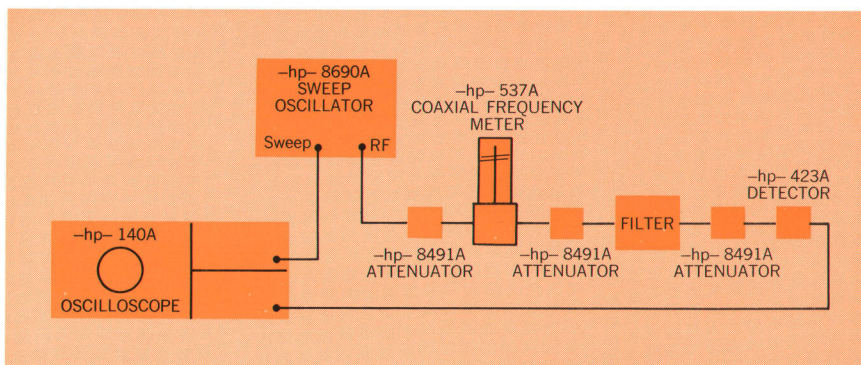 –hp– 8690A
SWEEP
OSCILLATOR
Sweep
RF
–hp– 537A
COAXIAL FREQUENCY
METER
–hp– 423A
DETECTOR
FILTER
–hp– 8491A
ATTENUATOR
–hp– 8491A
ATTENUATOR
–hp– 8491A
ATTENUATOR
–hp– 140A
OSCILLOSCOPE